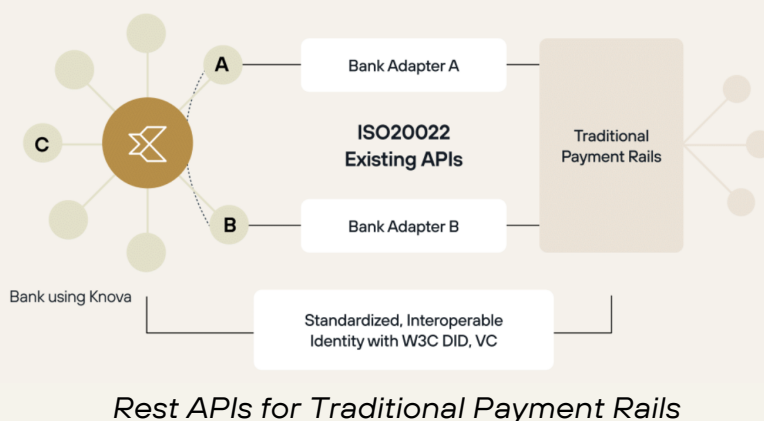 A
Bank Adapter A
C
ISO20022
Existing APIs
Traditional
Payment Rails
B
Bank Adapter B
Bank using Knova
Standardized, Interoperable
Identity with W3C DID, VC
Rest APIs for Traditional Payment Rails